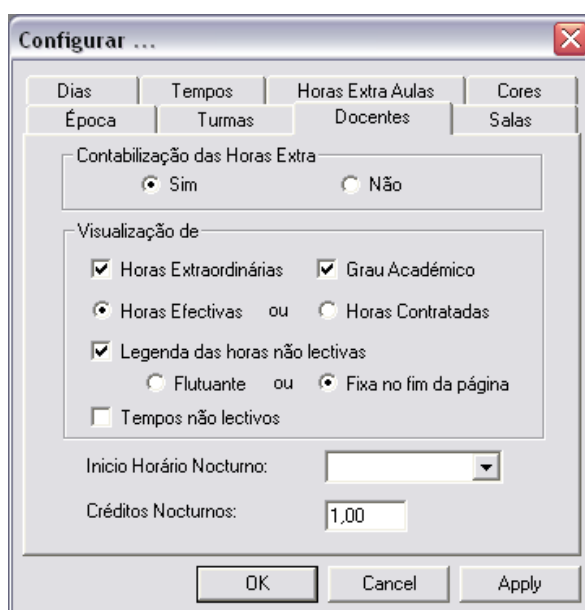 Configurar ...
Dias Tempos Horas Extra Aulas Cores
Época Turmas Docentes Salas
Contabilização das Horas Extra
Sim Não
Visualização de
Horas Extraordinárias Grau Académico
Horas Efectivas ou Horas Contratadas
Legenda das horas não lectivas
Flutuante ou Fixa no fim da página
Tempos não lectivos
Inicio Horário Nocturno:
Créditos Nocturnos: 1,00
OK Cancel Apply